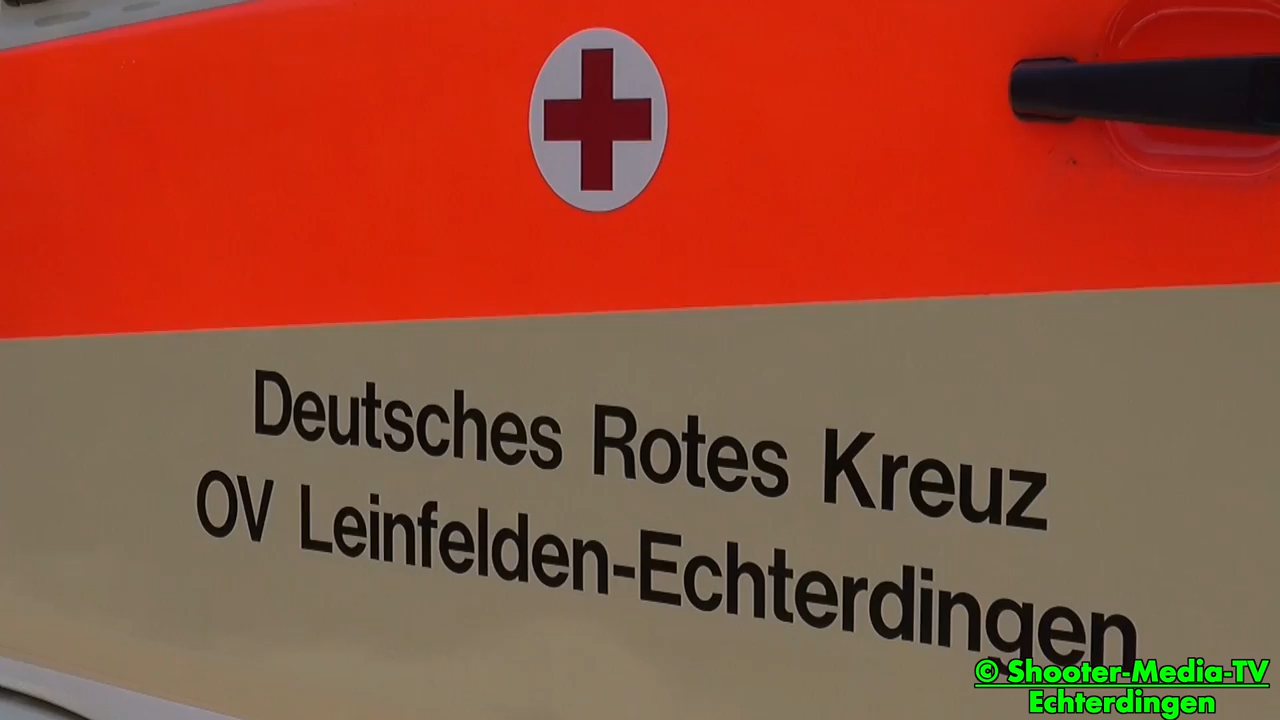 Deutsches Rotes Kreuz
OV Leinfelden-Echterdingen
© Shooter-Media-TV
Echterdingen